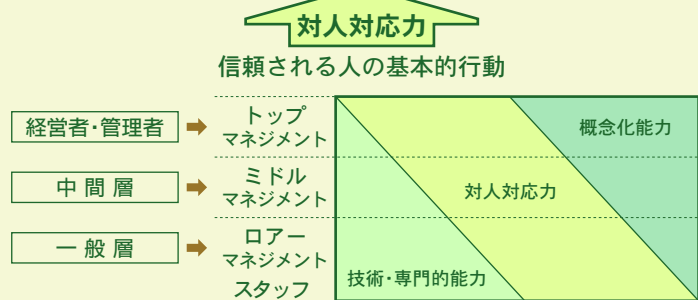 対人対応力
信頼される人の基本的行動
経営者・管理者
トップ
マネジメント
概念化能力
中間層
ミドル
マネジメント
対人対応力
一般層
ロアー
マネジメント
スタッフ
技術・専門的能力